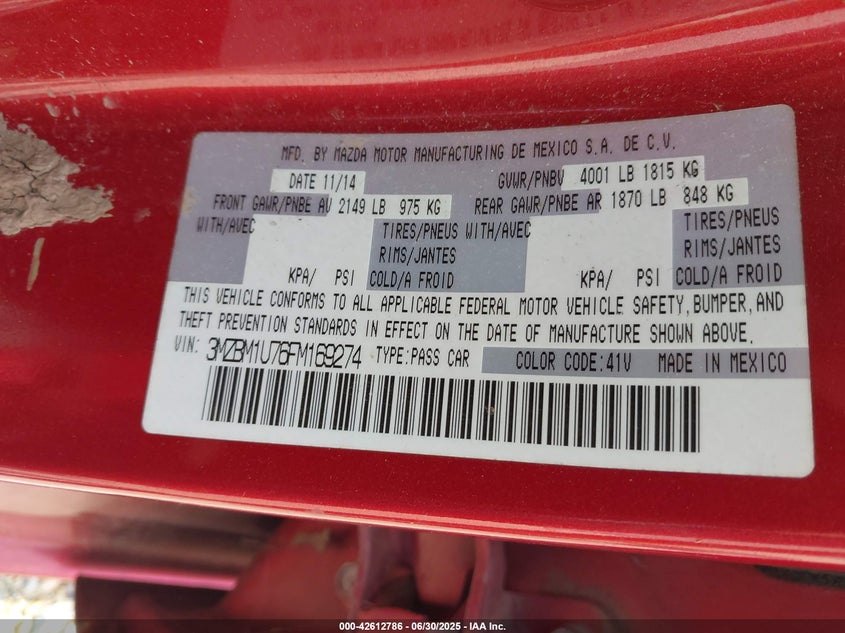 MFD. BY MAZDA MOTOR MANUFACTURING DE MEXICO S.A. DE C.V.
DATE 11/14 GVWR/PNBV 4001 LB 1815 KG
FRONT GAWR/PNBE AV 2149 LB 975 KG REAR GAWR/PNBE AR 1870 LB 848 KG
WITH/AVEC TIRES/PNEUS WITH/AVEC TIRES/PNEUS
RIMS/JANTES RIMS/JANTES
KPA/ PSI COLD/A FROID KPA/ PSI COLD/A FROID
THIS VEHICLE CONFORMS TO ALL APPLICABLE FEDERAL MOTOR VEHICLE SAFETY, BUMPER, AND
THEFT PREVENTION STANDARDS IN EFFECT ON THE DATE OF MANUFACTURE SHOWN ABOVE.
VIN: 3MZBM1U76FM169274 TYPE:PASS CAR COLOR CODE:41V MADE IN MEXICO
000-42612786 - 06/30/2025 - IAA Inc.